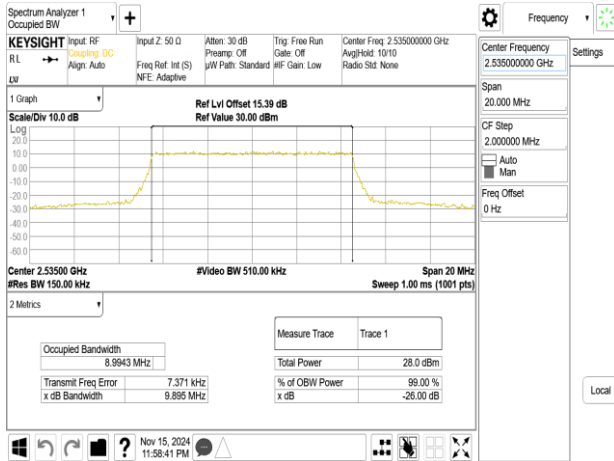 Spectrum Analyzer 1
Occupied BW
Frequency
KEYSIGHT
RL
Input: RF
Coupling: DC
Align: Auto
Input Z: 50 Ω
Freq Ref: Int (S)
NFE: Adaptive
Atten: 30 dB
Preamp: Off
µW Path: Standard
Trig: Free Run
Gate: Off
#IF Gain: Low
Center Freq: 2.535000000 GHz
Avg|Hold: 10/10
Radio Std: None
Center Frequency
2.535000000 GHz
Settings
Span
20.000 MHz
CF Step
2.000000 MHz
Auto
Man
Freq Offset
0 Hz
Local
1 Graph
Scale/Div 10.0 dB
Ref Lvl Offset 15.39 dB
Ref Value 30.00 dBm
Log
20.0
10.0
0.00
-10.0
-20.0
-30.0
-40.0
-50.0
-60.0
Center 2.53500 GHz
#Video BW 510.00 kHz
Span 20 MHz
#Res BW 150.00 kHz
Sweep 1.00 ms (1001 pts)
2 Metrics
Measure Trace
Trace 1
Occupied Bandwidth
8.9943 MHz
Total Power
28.0 dBm
Transmit Freq Error
7.371 kHz
% of OBW Power
99.00 %
x dB Bandwidth
9.895 MHz
x dB
-26.00 dB
?
Nov 15, 2024
11:58:41 PM